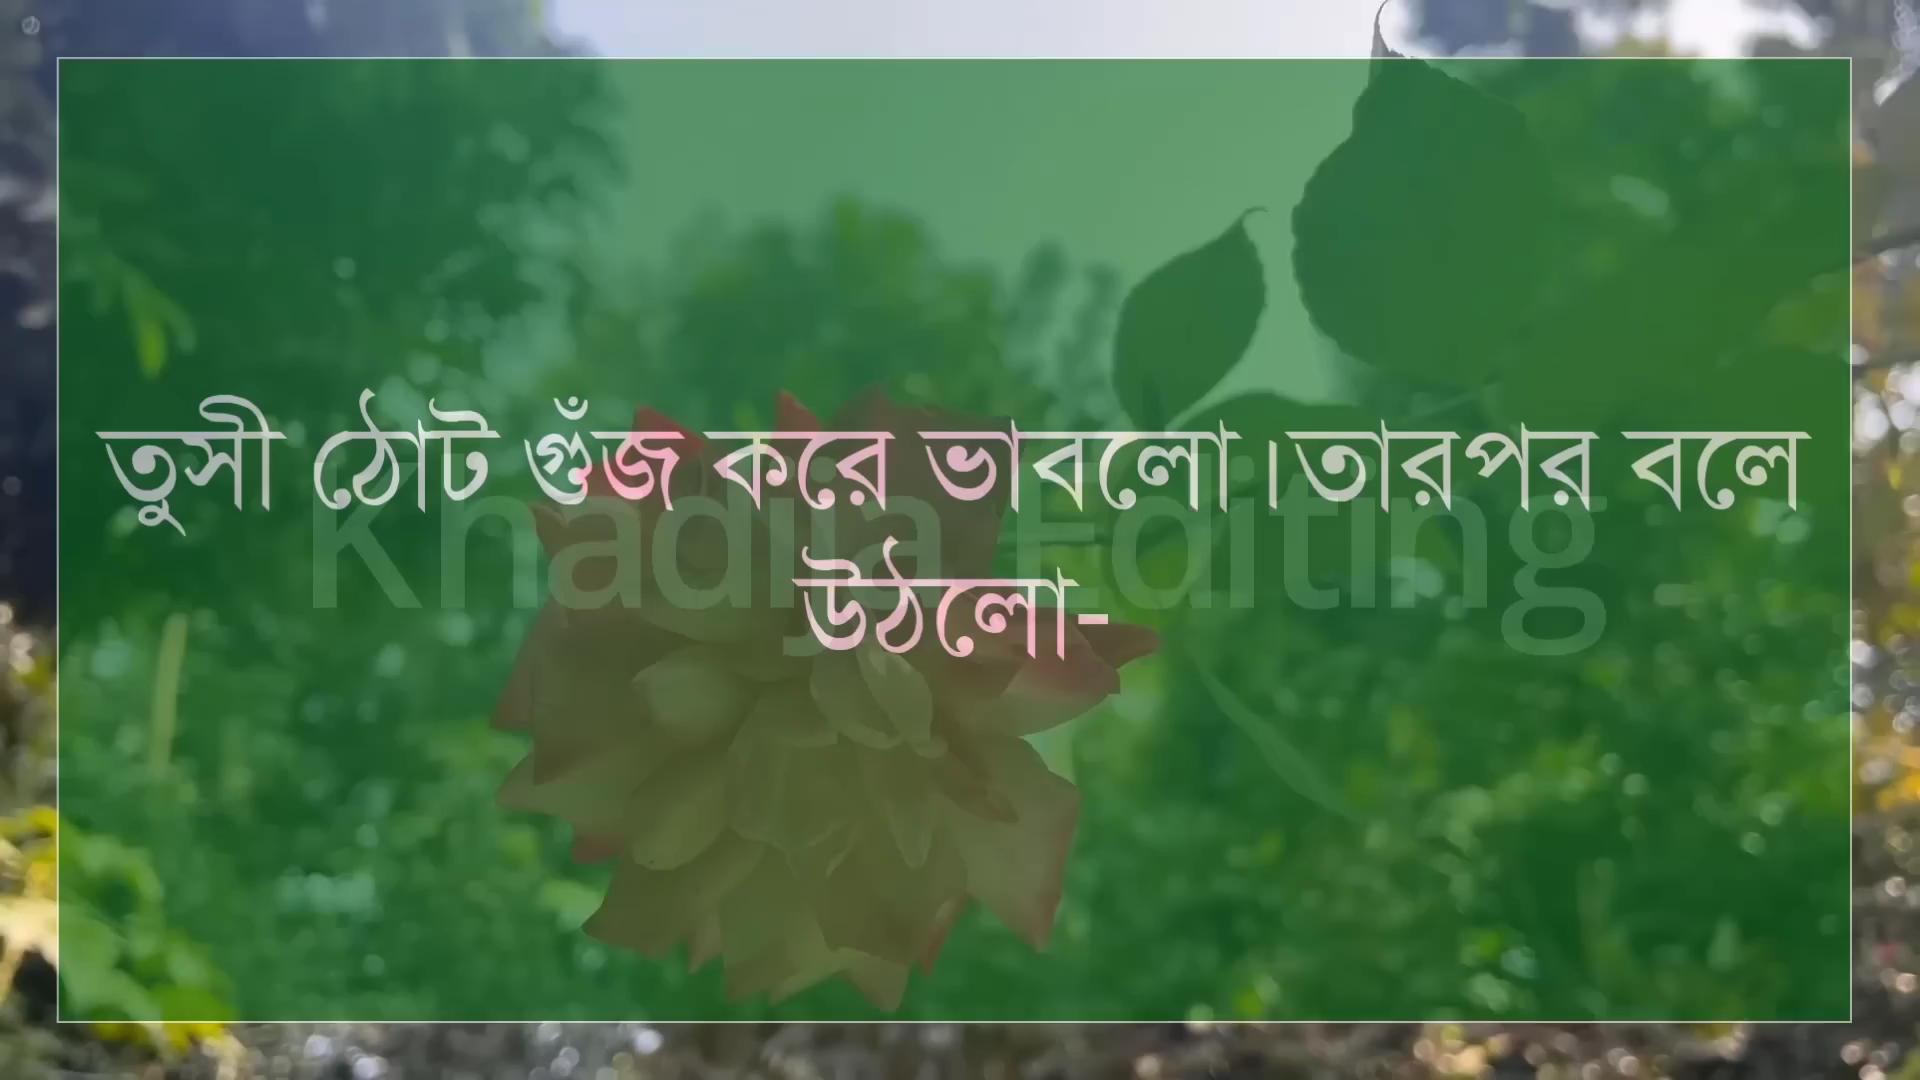 তুসী ঠোট গুঁজ করে ভাবলো।তারপর বলে
উঠলো-
Khadija Editing